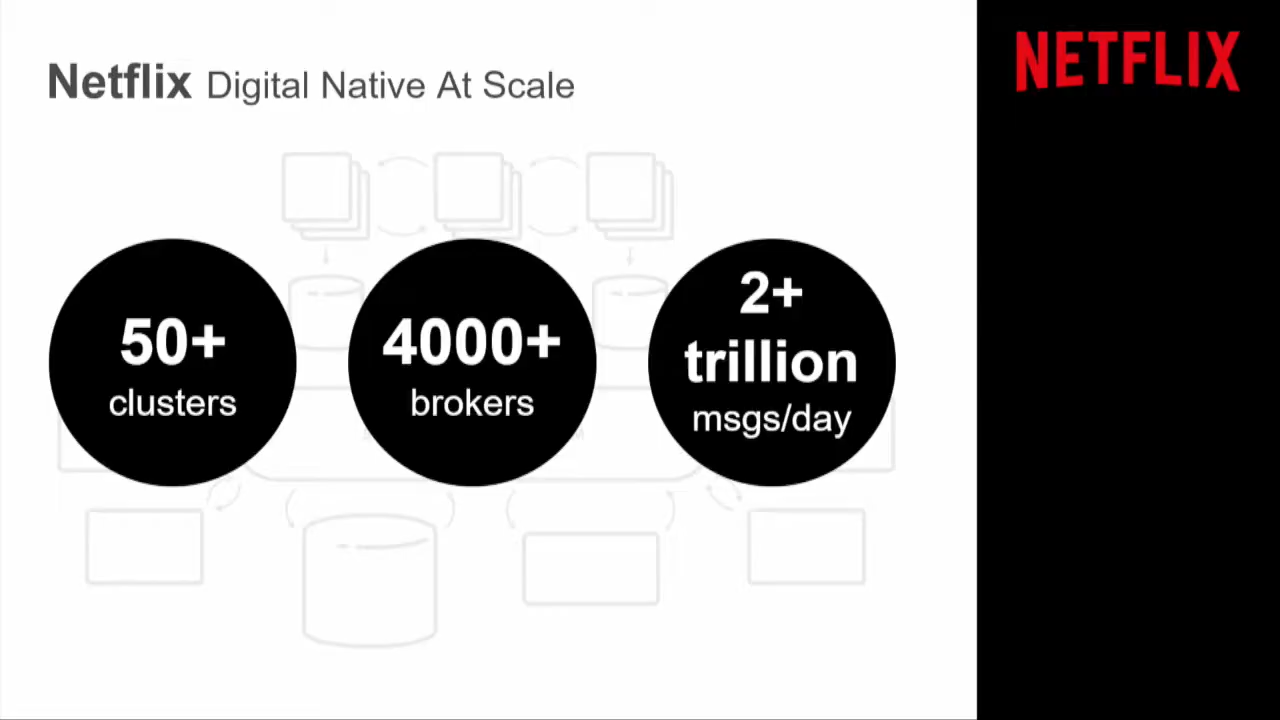 Netflix Digital Native At Scale
NETFLIX
50+
clusters
4000+
brokers
2+
trillion
msgs/day